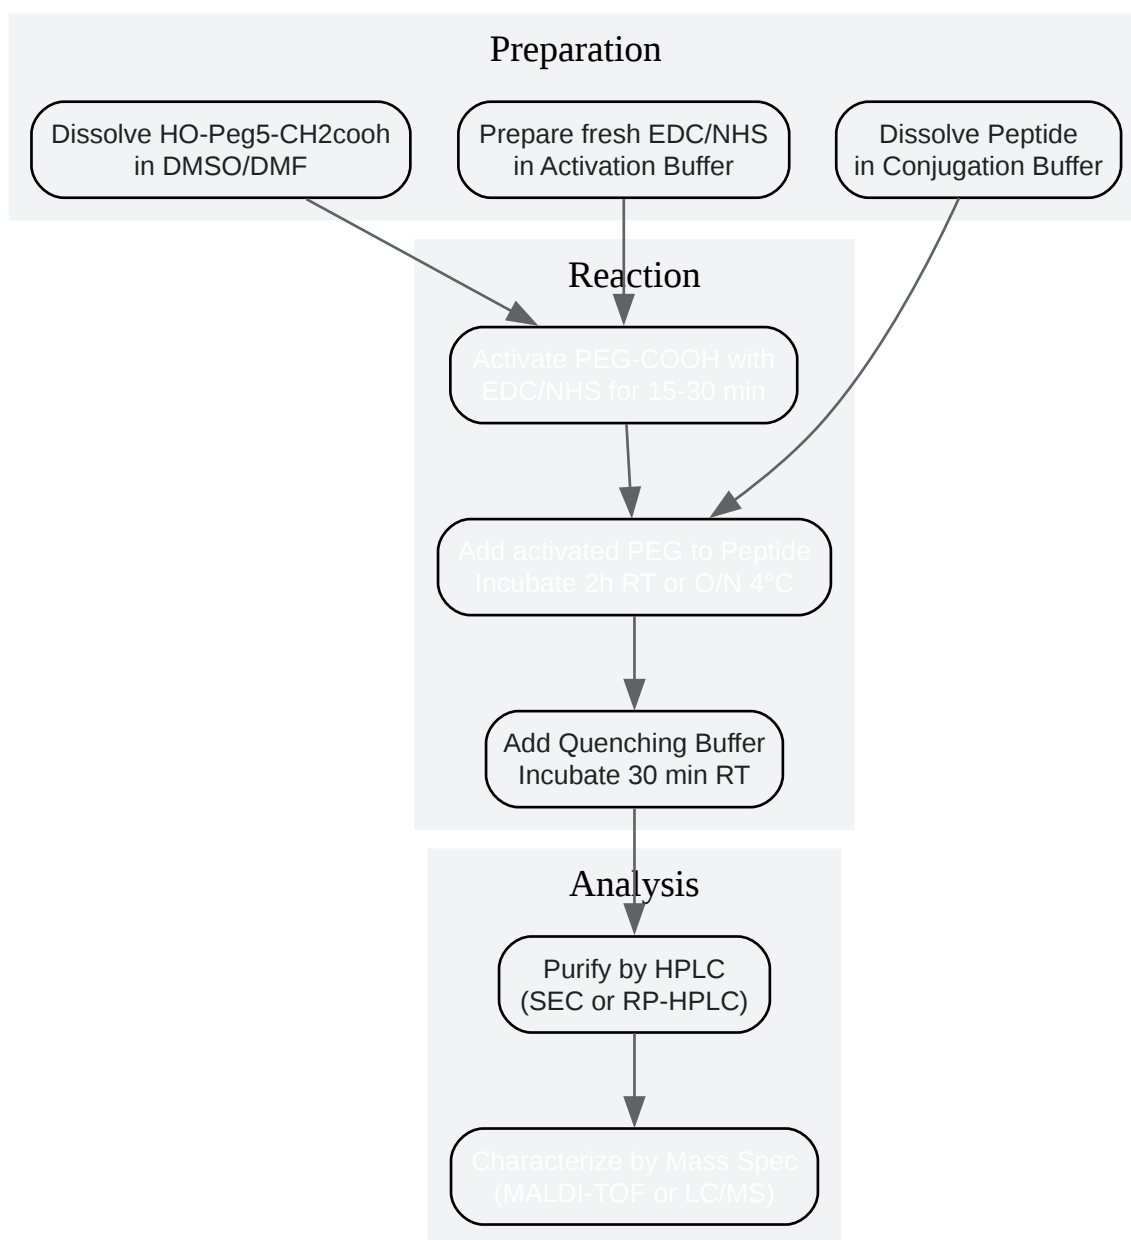 Preparation
Dissolve HO-Peg5-CH2cooh
in DMSO/DMF
Prepare fresh EDC/NHS
in Activation Buffer
Dissolve Peptide
in Conjugation Buffer
Reaction
Activate PEG-COOH with
EDC/NHS for 15-30 min
Add activated PEG to Peptide
Incubate 2h RT or O/N 4°C
Add Quenching Buffer
Incubate 30 min RT
Analysis
Purify by HPLC
(SEC or RP-HPLC)
Characterize by Mass Spec
(MALDI-TOF or LC/MS)